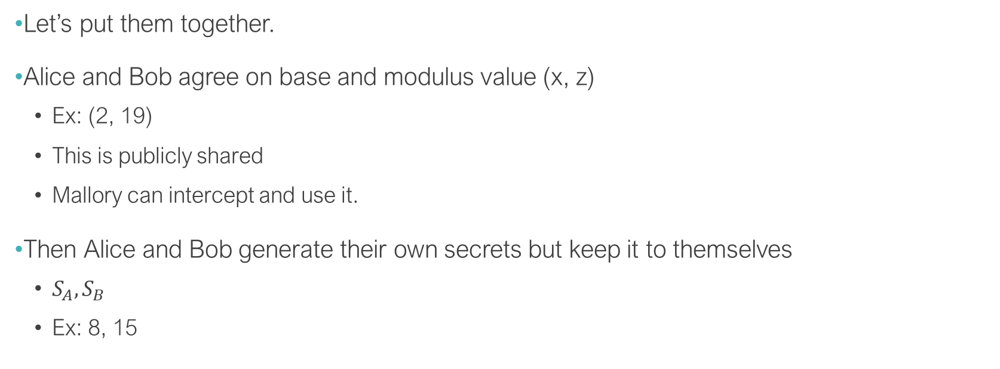 •Let’s put them together.
•Alice and Bob agree on base and modulus value (x, z)
• Ex: (2, 19)
• This is publicly shared
• Mallory can intercept and use it.
•Then Alice and Bob generate their own secrets but keep it to themselves
• S_A, S_B
• Ex: 8, 15